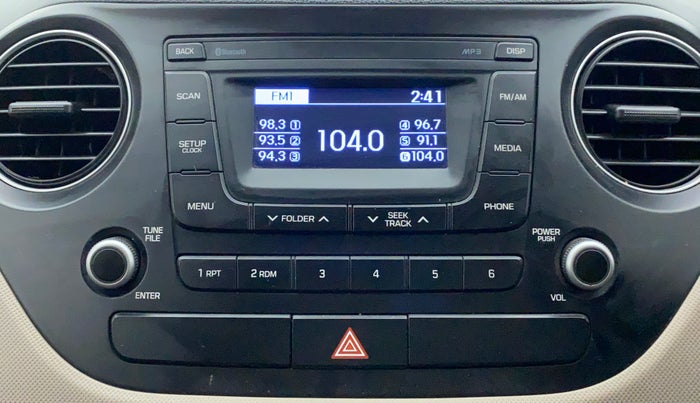 BACK Bluetooth MP3 DISP
SCAN FM1 2:41 FM/AM
98.3 1 4 96.7
93.5 2 104.0 5 91.1
94.3 3 6 104.0
SETUP
CLOCK
MEDIA
MENU FOLDER SEEK
TRACK
PHONE
TUNE
FILE
POWER
PUSH
1 RPT 2 RDM 3 4 5 6
ENTER VOL